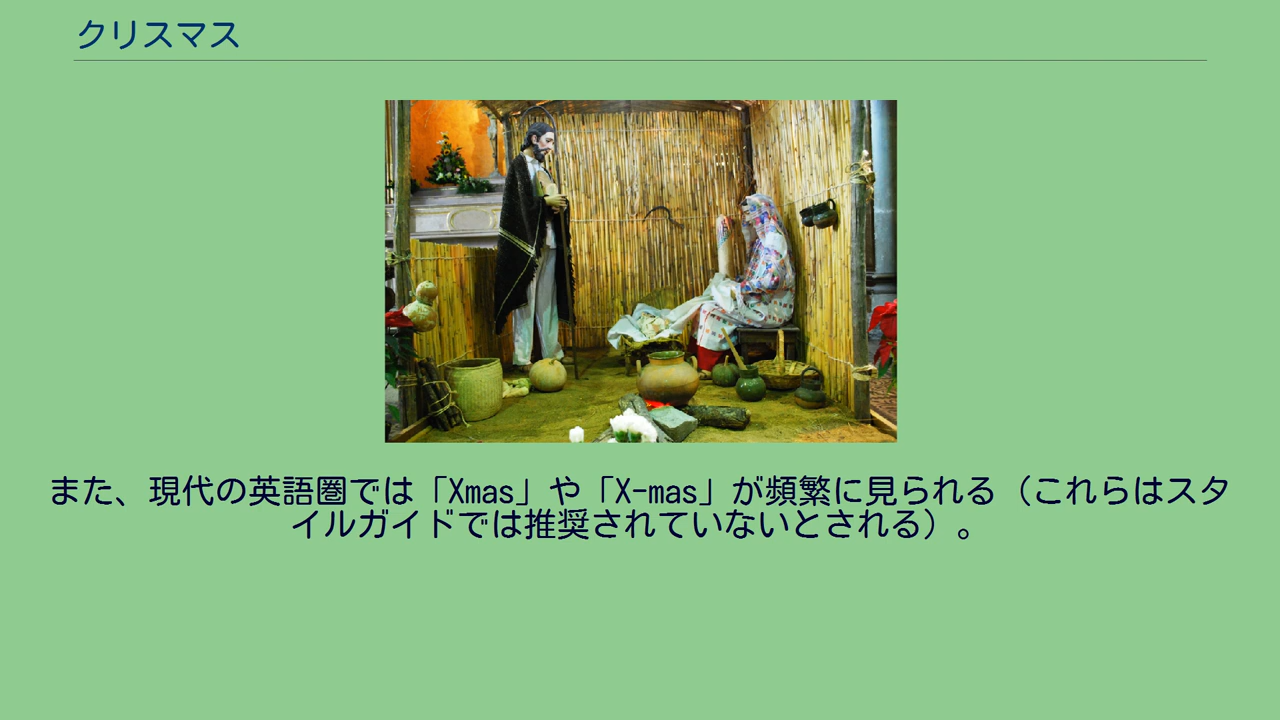 クリスマス
また、現代の英語圏では「Xmas」や「X-mas」が頻繁に見られる（これらはスタ
イルガイドでは推奨されていないとされる）。